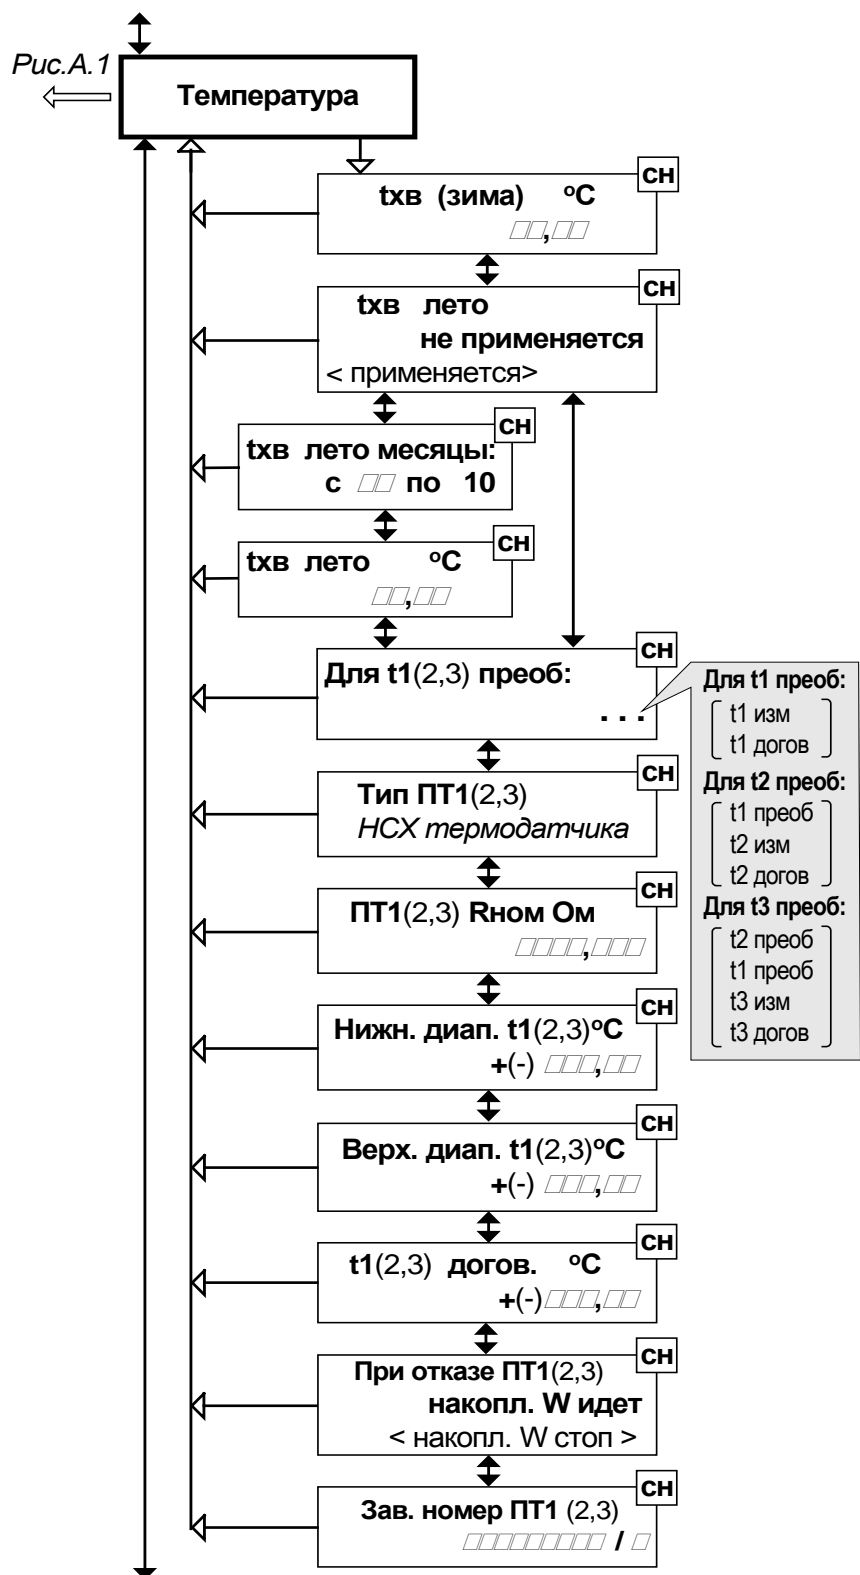 Рис.А.1
Температура
СН
tхв (зима) °С
□□,□□
СН
tхв лето
не применяется
< применяется>
СН
tхв лето месяцы:
с □□ по 10
СН
tхв лето °С
□□,□□
СН
Для t1(2,3) преоб:
. . .
Для t1 преоб:
t1 изм
t1 догов
Для t2 преоб:
t1 преоб
t2 изм
t2 догов
Для t3 преоб:
t2 преоб
t1 преоб
t3 изм
t3 догов
СН
Тип ПТ1(2,3)
НСХ термодатчика
СН
ПТ1(2,3) Rном Ом
□□□□,□□□
СН
Нижн. диап. t1(2,3)°С
+(-) □□□,□□
СН
Верх. диап. t1(2,3)°С
+(-) □□□,□□
СН
t1(2,3) догов. °С
+(-)□□□,□□
СН
При отказе ПТ1(2,3)
накопл. W идет
< накопл. W стоп >
СН
Зав. номер ПТ1 (2,3)
□□□□□□□□□ / □